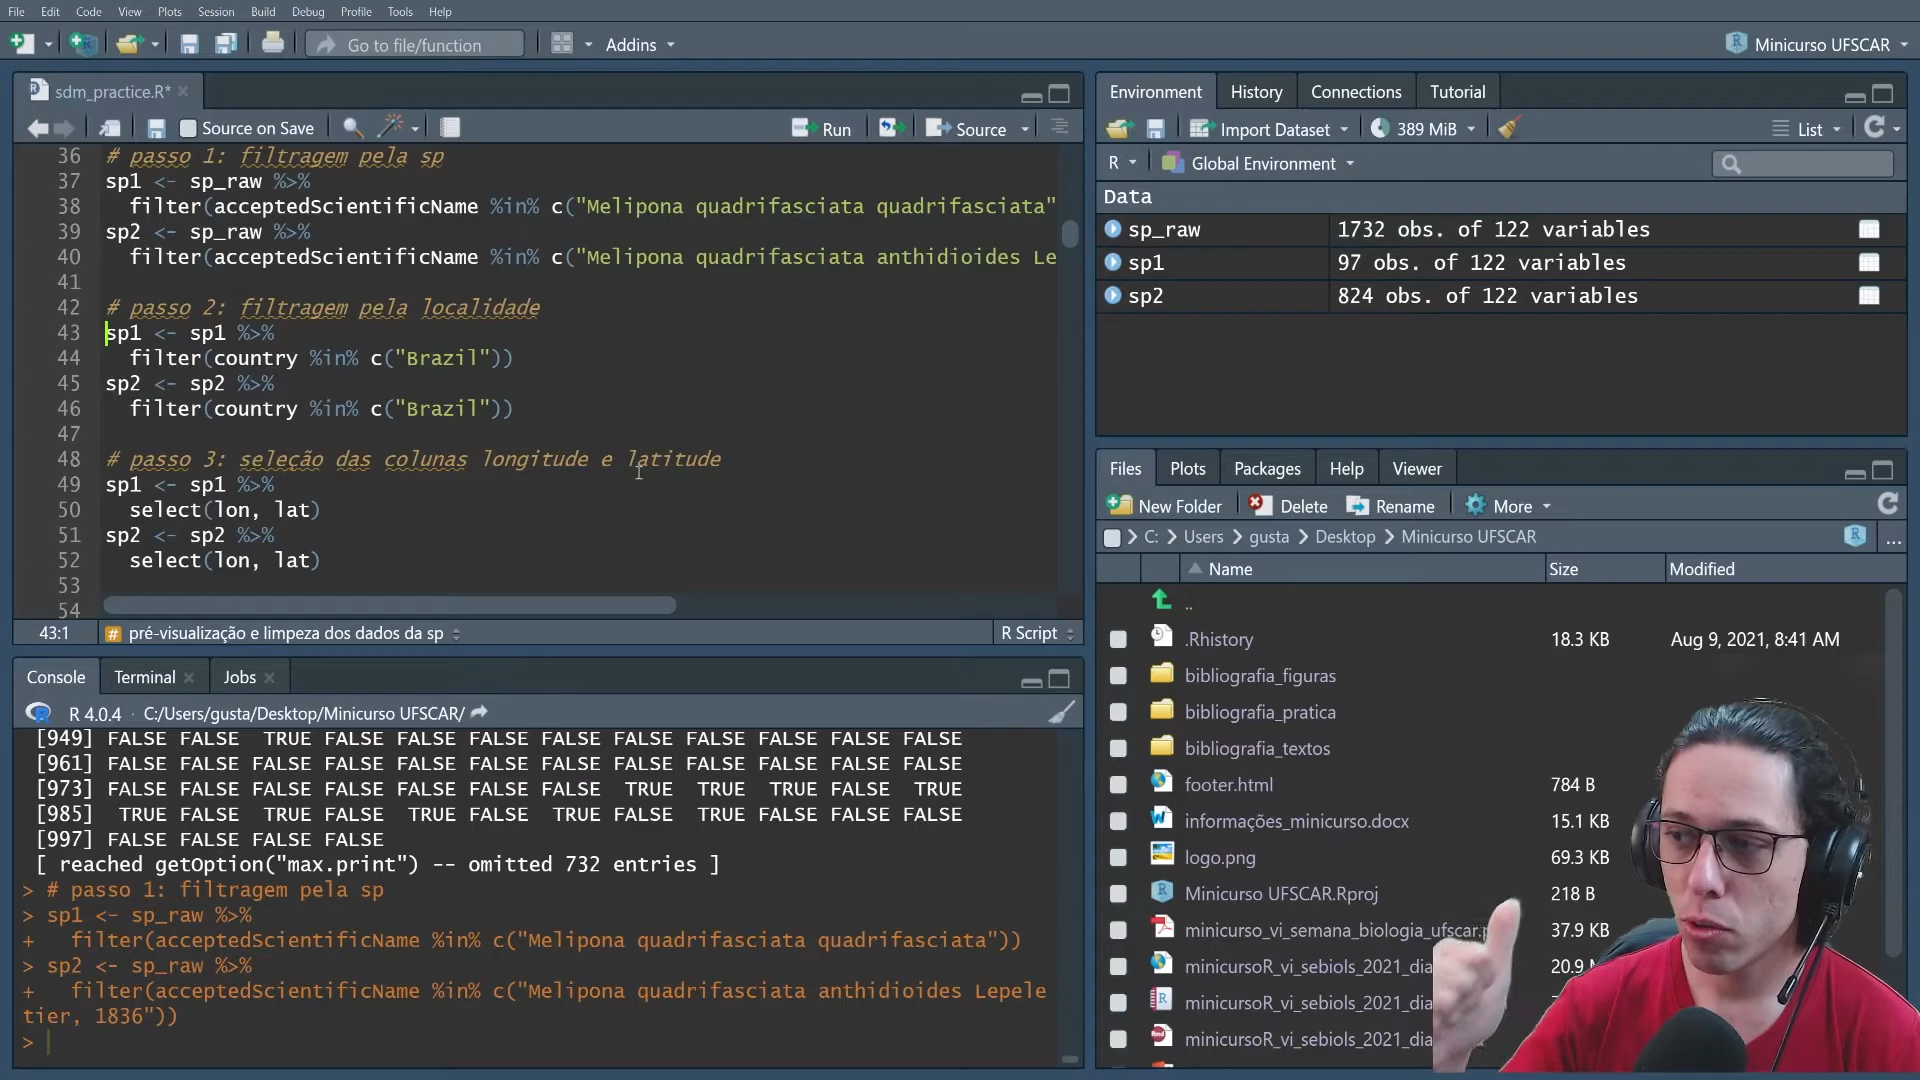 File Edit Code View Plots Session Build Debug Profile Tools Help
Go to file/function
Addins
Minicurso UFSCAR
sdm_practice.R*
Source on Save
Run
Source
36 # passo 1: filtragem pela sp
37 sp1 <- sp_raw %>%
38 filter(acceptedScientificName %in% c("Melipona quadrifasciata quadrifasciata"
39 sp2 <- sp_raw %>%
40 filter(acceptedScientificName %in% c("Melipona quadrifasciata anthidioides Le
41
42 # passo 2: filtragem pela localidade
43 sp1 <- sp1 %>%
44 filter(country %in% c("Brazil"))
45 sp2 <- sp2 %>%
46 filter(country %in% c("Brazil"))
47
48 # passo 3: seleção das colunas longitude e latitude
49 sp1 <- sp1 %>%
50 select(lon, lat)
51 sp2 <- sp2 %>%
52 select(lon, lat)
53
54
43:1 # pré-visualização e limpeza dos dados da sp R Script
Console Terminal Jobs
R 4.0.4 · C:/Users/gusta/Desktop/Minicurso UFSCAR/
[949] FALSE FALSE TRUE FALSE FALSE FALSE FALSE FALSE FALSE FALSE FALSE FALSE
[961] FALSE FALSE FALSE FALSE FALSE FALSE FALSE FALSE FALSE FALSE FALSE FALSE
[973] FALSE FALSE FALSE FALSE FALSE FALSE FALSE TRUE TRUE TRUE FALSE TRUE
[985] TRUE FALSE TRUE FALSE TRUE FALSE TRUE FALSE TRUE FALSE FALSE FALSE
[997] FALSE FALSE FALSE FALSE
[ reached getOption("max.print") -- omitted 732 entries ]
> # passo 1: filtragem pela sp
> sp1 <- sp_raw %>%
+ filter(acceptedScientificName %in% c("Melipona quadrifasciata quadrifasciata"))
> sp2 <- sp_raw %>%
+ filter(acceptedScientificName %in% c("Melipona quadrifasciata anthidioides Lepele
tier, 1836"))
>
Environment History Connections Tutorial
Import Dataset 389 MiB List
R Global Environment
Data
sp_raw 1732 obs. of 122 variables
sp1 97 obs. of 122 variables
sp2 824 obs. of 122 variables
Files Plots Packages Help Viewer
New Folder Delete Rename More
C: Users gusta Desktop Minicurso UFSCAR ...
Name Size Modified
..
.Rhistory 18.3 KB Aug 9, 2021, 8:41 AM
bibliografia_figuras
bibliografia_pratica
bibliografia_textos
footer.html 784 B
informações_minicurso.docx 15.1 KB
logo.png 69.3 KB
Minicurso UFSCAR.Rproj 218 B
minicurso_vi_semana_biologia_ufscar. 37.9 KB
minicursoR_vi_sebiols_2021_dia 20.9
minicursoR_vi_sebiols_2021_dia
minicursoR_vi_sebiols_2021_dia